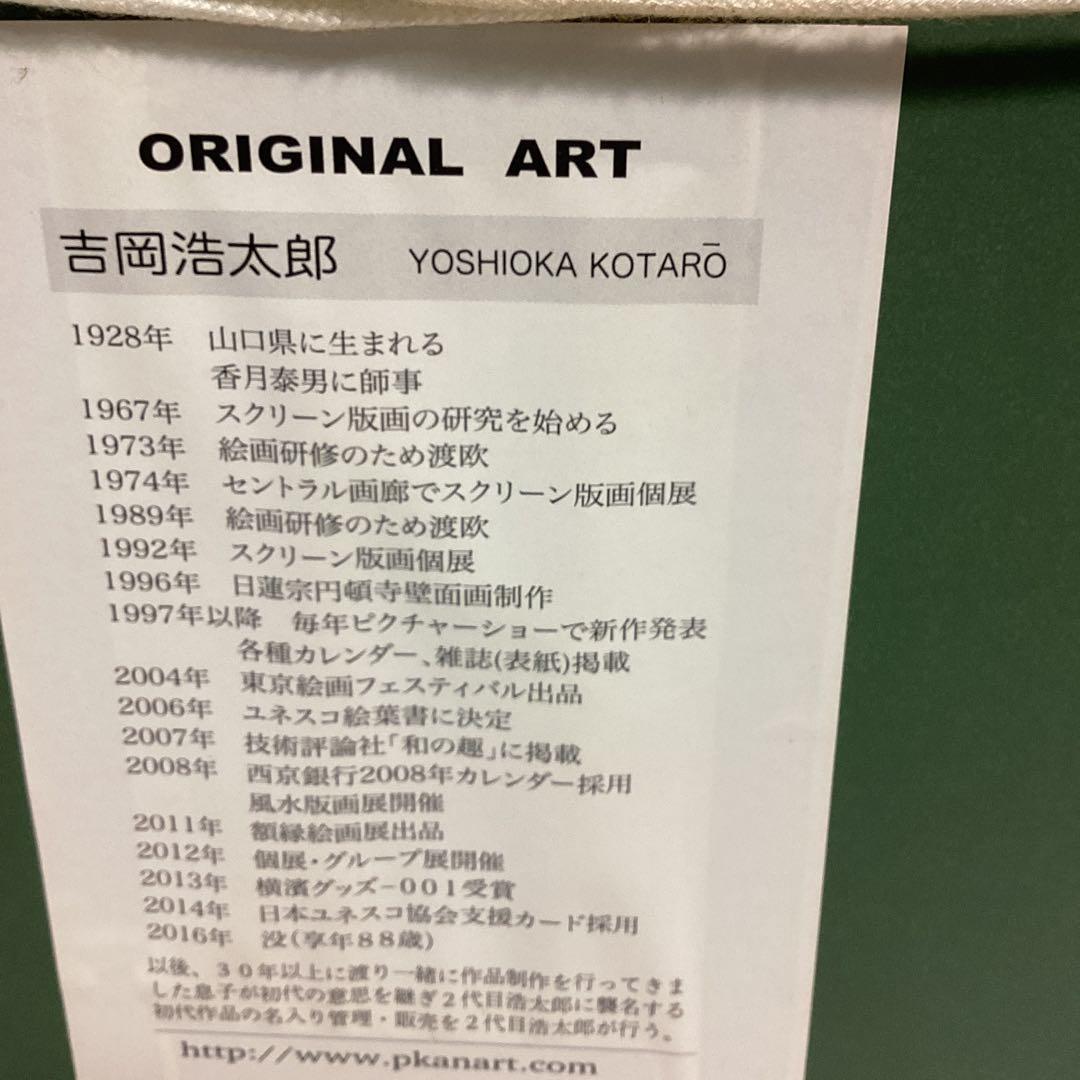 ORIGINAL ART
吉岡浩太郎 YOSHIOKA KOTARŌ
1928年 山口県に生まれる
香月泰男に師事
1967年 スクリーン版画の研究を始める
1973年 絵画研修のため渡欧
1974年 セントラル画廊でスクリーン版画個展
1989年 絵画研修のため渡欧
1992年 スクリーン版画個展
1996年 日蓮宗円頓寺壁面画制作
1997年以降 毎年ピクチャーショーで新作発表
各種カレンダー、雑誌(表紙)掲載
2004年 東京絵画フェスティバル出品
2006年 ユネスコ絵葉書に決定
2007年 技術評論社「和の趣」に掲載
2008年 西京銀行2008年カレンダー採用
風水版画展開催
2011年 額縁絵画展出品
2012年 個展・グループ展開催
2013年 横濱グッズ-001受賞
2014年 日本ユネスコ協会支援カード採用
2016年 没(享年88歳)
以後、30年以上に渡り一緒に作品制作を行ってきま
した息子が初代の意思を継ぎ2代目浩太郎に襲名する
初代作品の名入り管理・販売を2代目浩太郎が行う。
http://www.pkanart.com